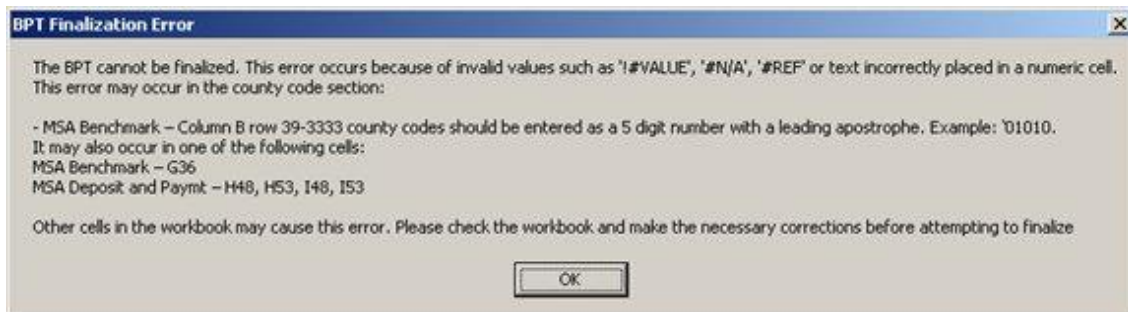 BPT Finalization Error
The BPT cannot be finalized. This error occurs because of invalid values such as '!#VALUE', '#N/A', '#REF' or text incorrectly placed in a numeric cell.
This error may occur in the county code section:
- MSA Benchmark – Column B row 39-3333 county codes should be entered as a 5 digit number with a leading apostrophe. Example: '01010.
It may also occur in one of the following cells:
MSA Benchmark – G36
MSA Deposit and Paymt – H48, H53, I48, I53
Other cells in the workbook may cause this error. Please check the workbook and make the necessary corrections before attempting to finalize
OK